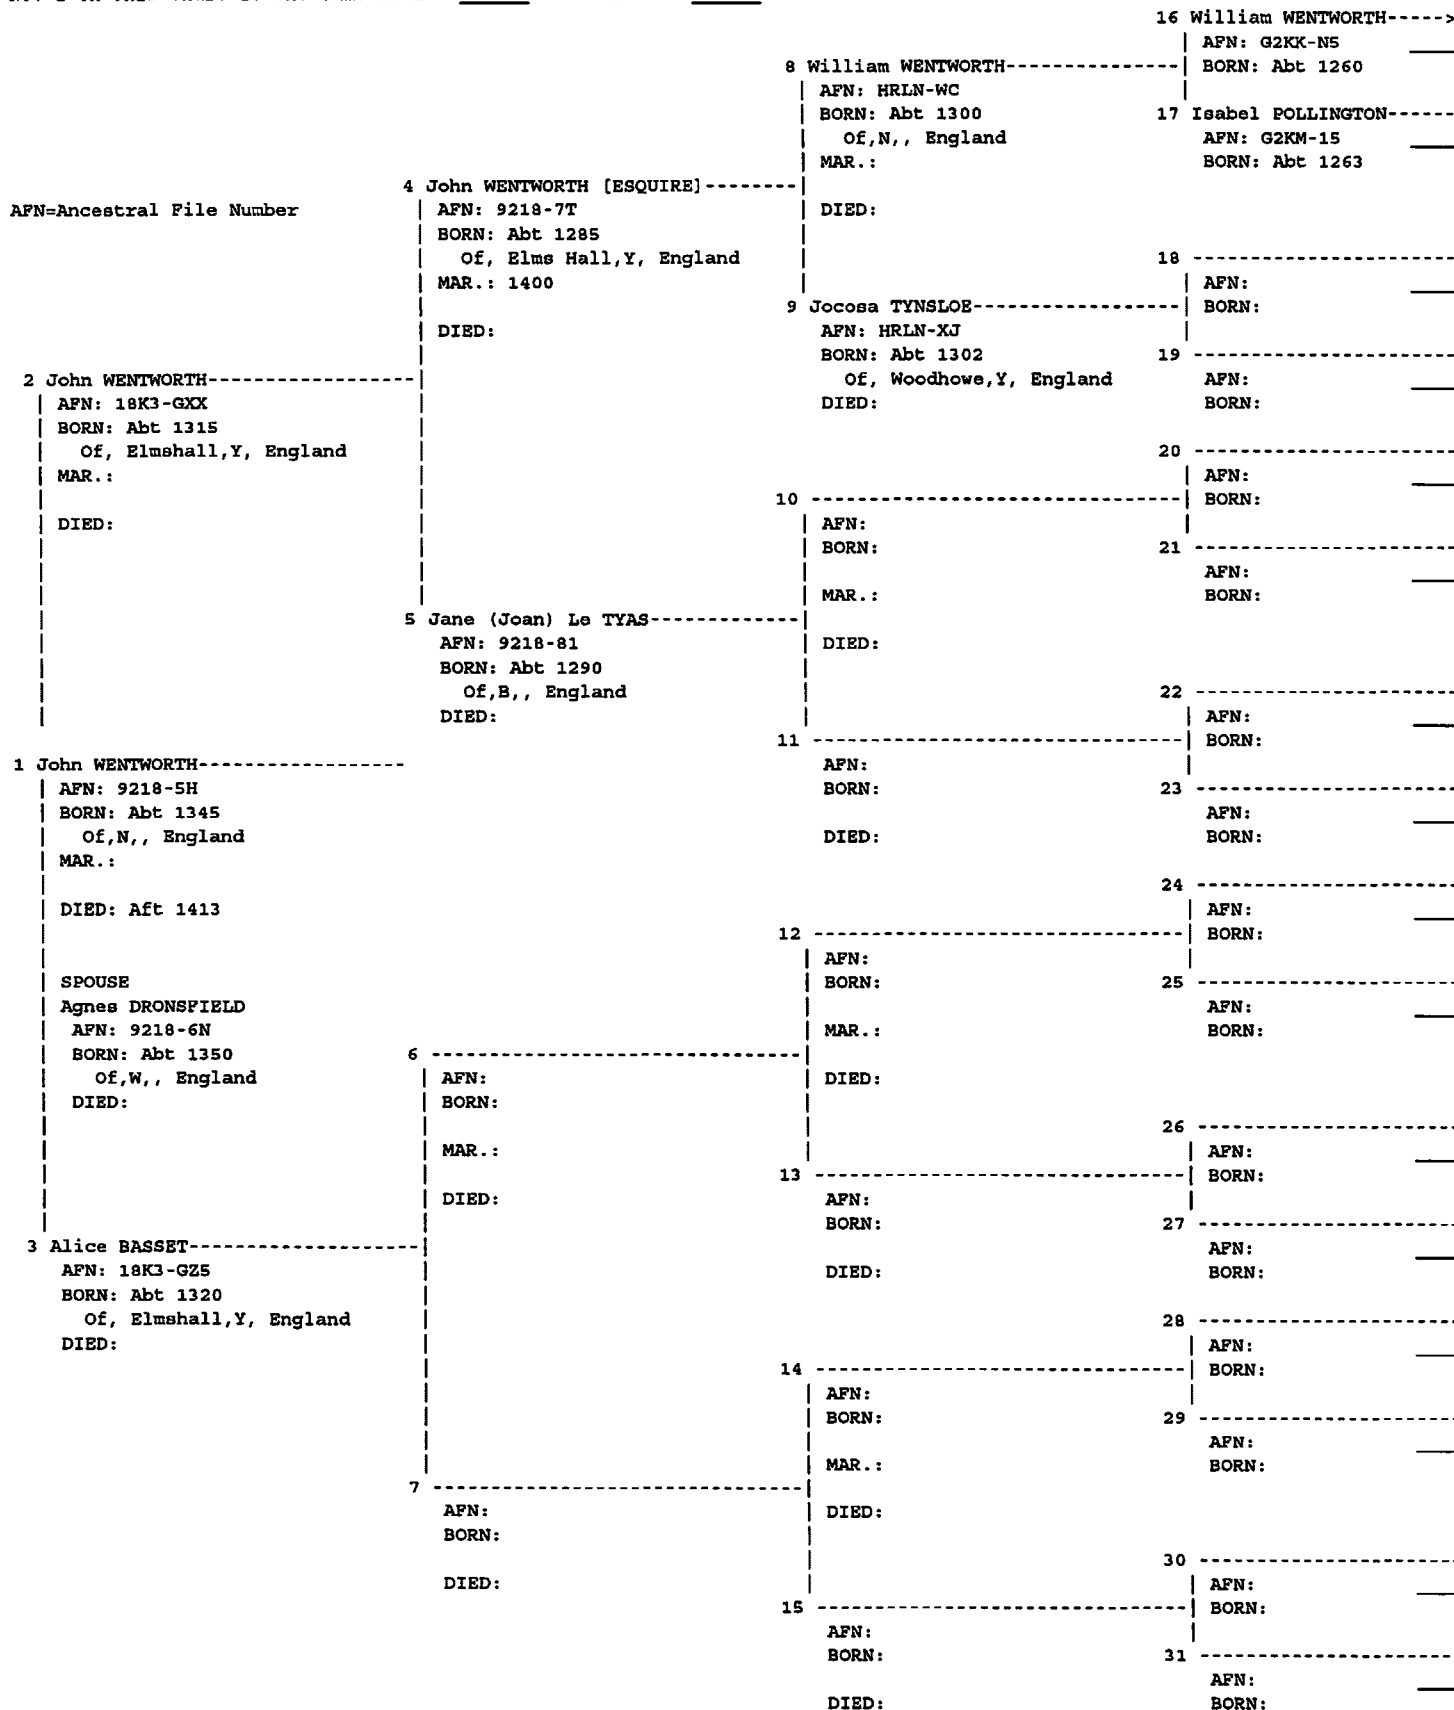 AFN=Ancestral File Number
2 John WENTWORTH-----------------
AFN: 18K3-GXX
BORN: Abt 1315
Of, Elmshall,Y, England
MAR.:
DIED:
1 John WENTWORTH-----------------
AFN: 9218-5H
BORN: Abt 1345
Of,N,, England
MAR.:
DIED: Aft 1413
SPOUSE
Agnes DRONSFIELD
AFN: 9218-6N
BORN: Abt 1350
Of,W,, England
DIED:
3 Alice BASSET-------------------
AFN: 18K3-GZ5
BORN: Abt 1320
Of, Elmshall,Y, England
DIED:
4 John WENTWORTH [ESQUIRE]--------
AFN: 9218-7T
BORN: Abt 1285
Of, Elms Hall,Y, England
MAR.: 1400
DIED:
5 Jane (Joan) Le TYAS-------------
AFN: 9218-81
BORN: Abt 1290
Of,B,, England
DIED:
6 -------------------------------
AFN:
BORN:
MAR.:
DIED:
7 -------------------------------
AFN:
BORN:
DIED:
8 William WENTWORTH---------------
AFN: HRLN-WC
BORN: Abt 1300
Of,N,, England
MAR.:
DIED:
9 Jocosa TYNSLOE-----------------
AFN: HRLN-XJ
BORN: Abt 1302
Of, Woodhowe,Y, England
DIED:
10 -------------------------------
AFN:
BORN:
MAR.:
DIED:
11 -------------------------------
AFN:
BORN:
DIED:
12 -------------------------------
AFN:
BORN:
MAR.:
DIED:
13 -------------------------------
AFN:
BORN:
DIED:
14 -------------------------------
AFN:
BORN:
MAR.:
DIED:
15 -------------------------------
AFN:
BORN:
DIED:
16 William WENTWORTH----->
AFN: G2KK-N5
BORN: Abt 1260
17 Isabel POLLINGTON------
AFN: G2KM-15
BORN: Abt 1263
18 ----------------------
AFN:
BORN:
19 ----------------------
AFN:
BORN:
20 ----------------------
AFN:
BORN:
21 ----------------------
AFN:
BORN:
22 ----------------------
AFN:
BORN:
23 ----------------------
AFN:
BORN:
24 ----------------------
AFN:
BORN:
25 ----------------------
AFN:
BORN:
26 ----------------------
AFN:
BORN:
27 ----------------------
AFN:
BORN:
28 ----------------------
AFN:
BORN:
29 ----------------------
AFN:
BORN:
30 ----------------------
AFN:
BORN:
31 ----------------------
AFN:
BORN: